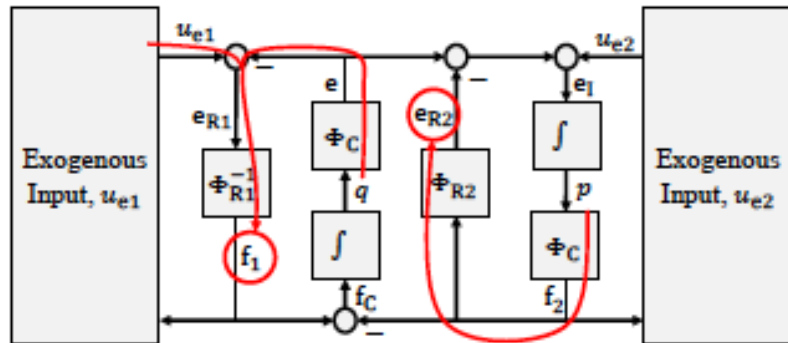 u_e1
u_e2
e
e_I
e_R1
e_R2
Exogenous
Input, u_e1
Φ_R1^-1
Φ_C
q
Φ_R2
∫
p
Exogenous
Input, u_e2
f_1
∫
Φ_C
f_C
f_2
−
−
−